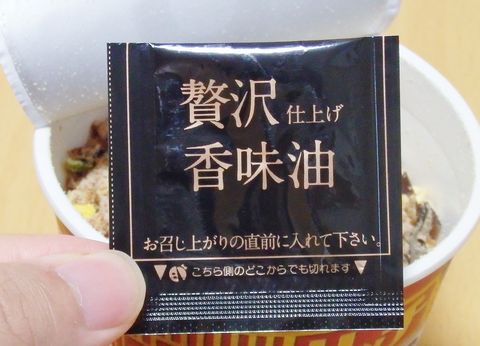 贅沢 仕上げ
香味油
お召し上がりの直前に入れて下さい。
こちら側のどこからでも切れます